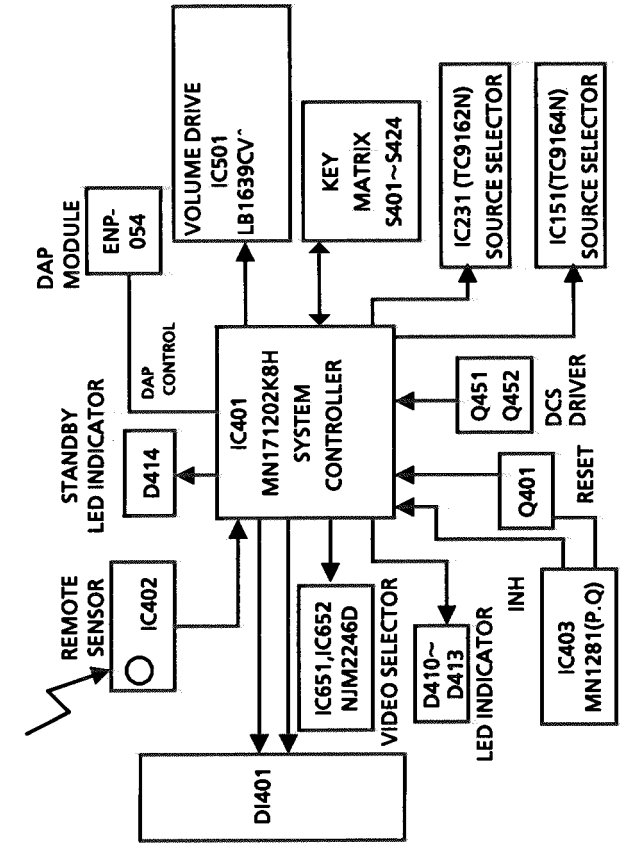 REMOTE
SENSOR
IC402
STANDBY
LED INDICATOR
D414
DAP
MODULE
ENP-
054
DAP
CONTROL
DI401
IC401
MN171202K8H
SYSTEM
CONTROLLER
VOLUME DRIVE
IC501
LB1639CV^
KEY
MATRIX
S401~S424
IC651,IC652
NJM2246D
VIDEO SELECTOR
D410~
D413
LED INDICATOR
INH
IC403
MN1281(P.Q)
Q401
RESET
Q451
Q452
DCS
DRIVER
IC231 (TC9162N)
SOURCE SELECTOR
IC151(TC9164N)
SOURCE SELECTOR